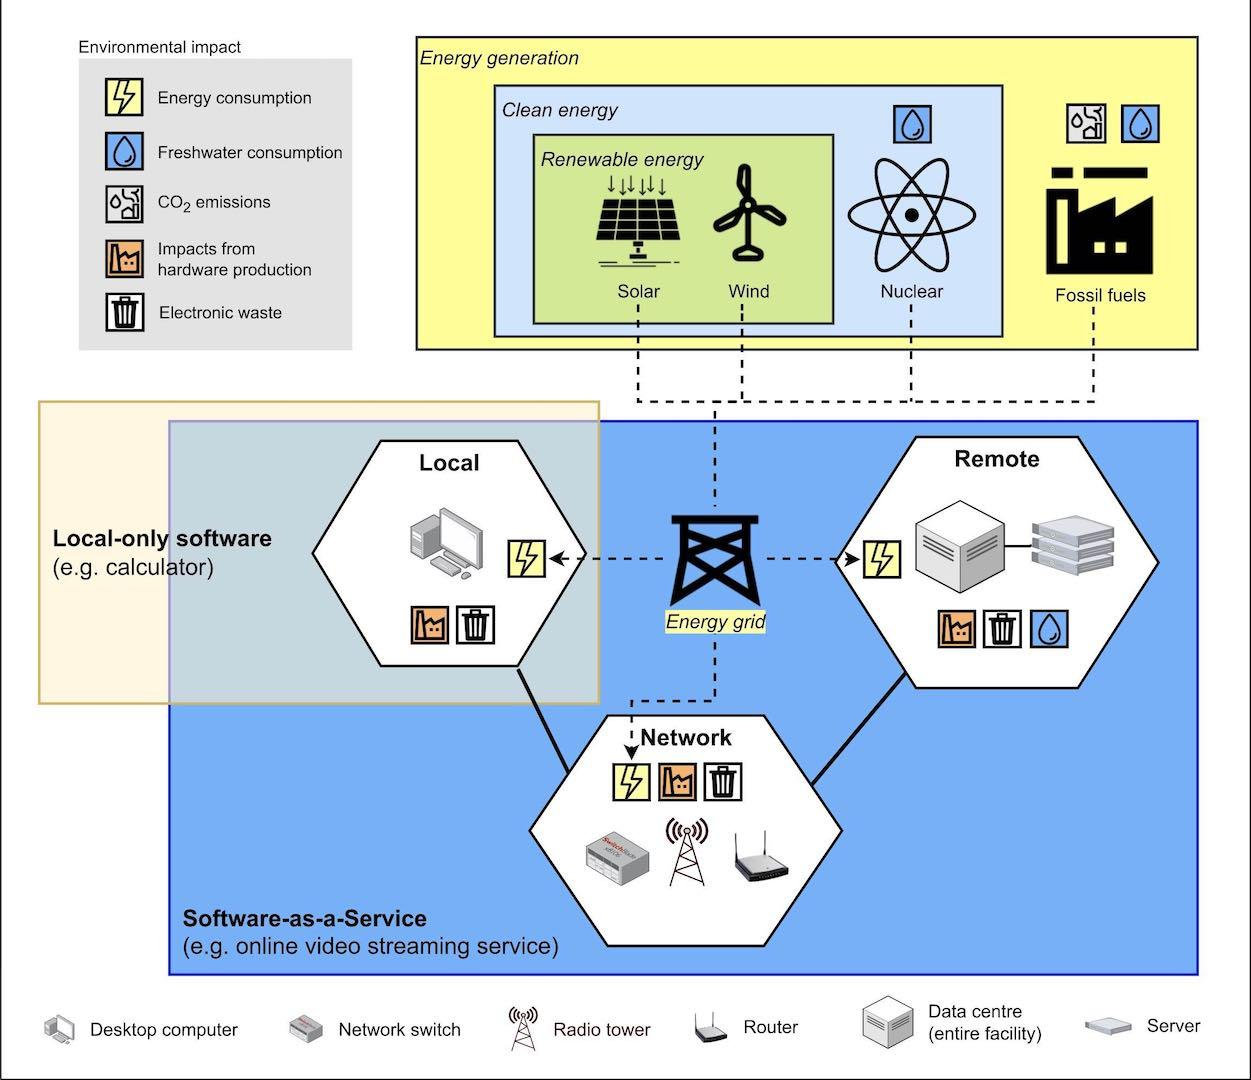 Environmental impact
Energy consumption
Freshwater consumption
CO2 emissions
Impacts from
hardware production
Electronic waste
Energy generation
Clean energy
Renewable energy
Solar
Wind
Nuclear
Fossil fuels
Local-only software
(e.g. calculator)
Local
Energy grid
Remote
Network
Software-as-a-Service
(e.g. online video streaming service)
Desktop computer
Network switch
Radio tower
Router
Data centre
(entire facility)
Server